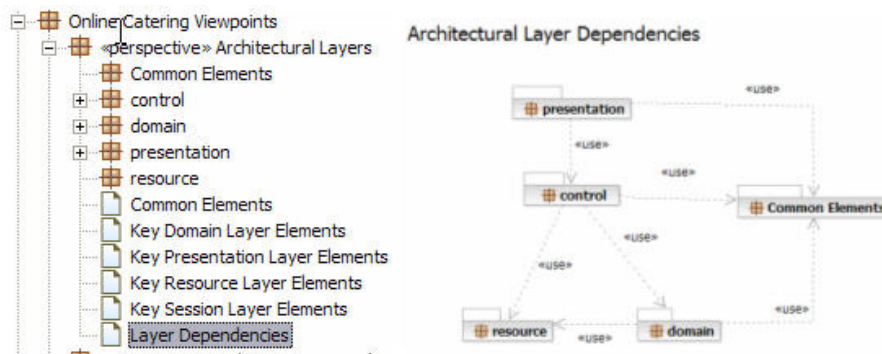 Online Catering Viewpoints
«perspective» Architectural Layers
Common Elements
control
domain
presentation
resource
Common Elements
Key Domain Layer Elements
Key Presentation Layer Elements
Key Resource Layer Elements
Key Session Layer Elements
Layer Dependencies
Architectural Layer Dependencies
«use»
presentation
«use»
«use»
control
Common Elements
«use»
«use»
«use»
resource
«use»
domain